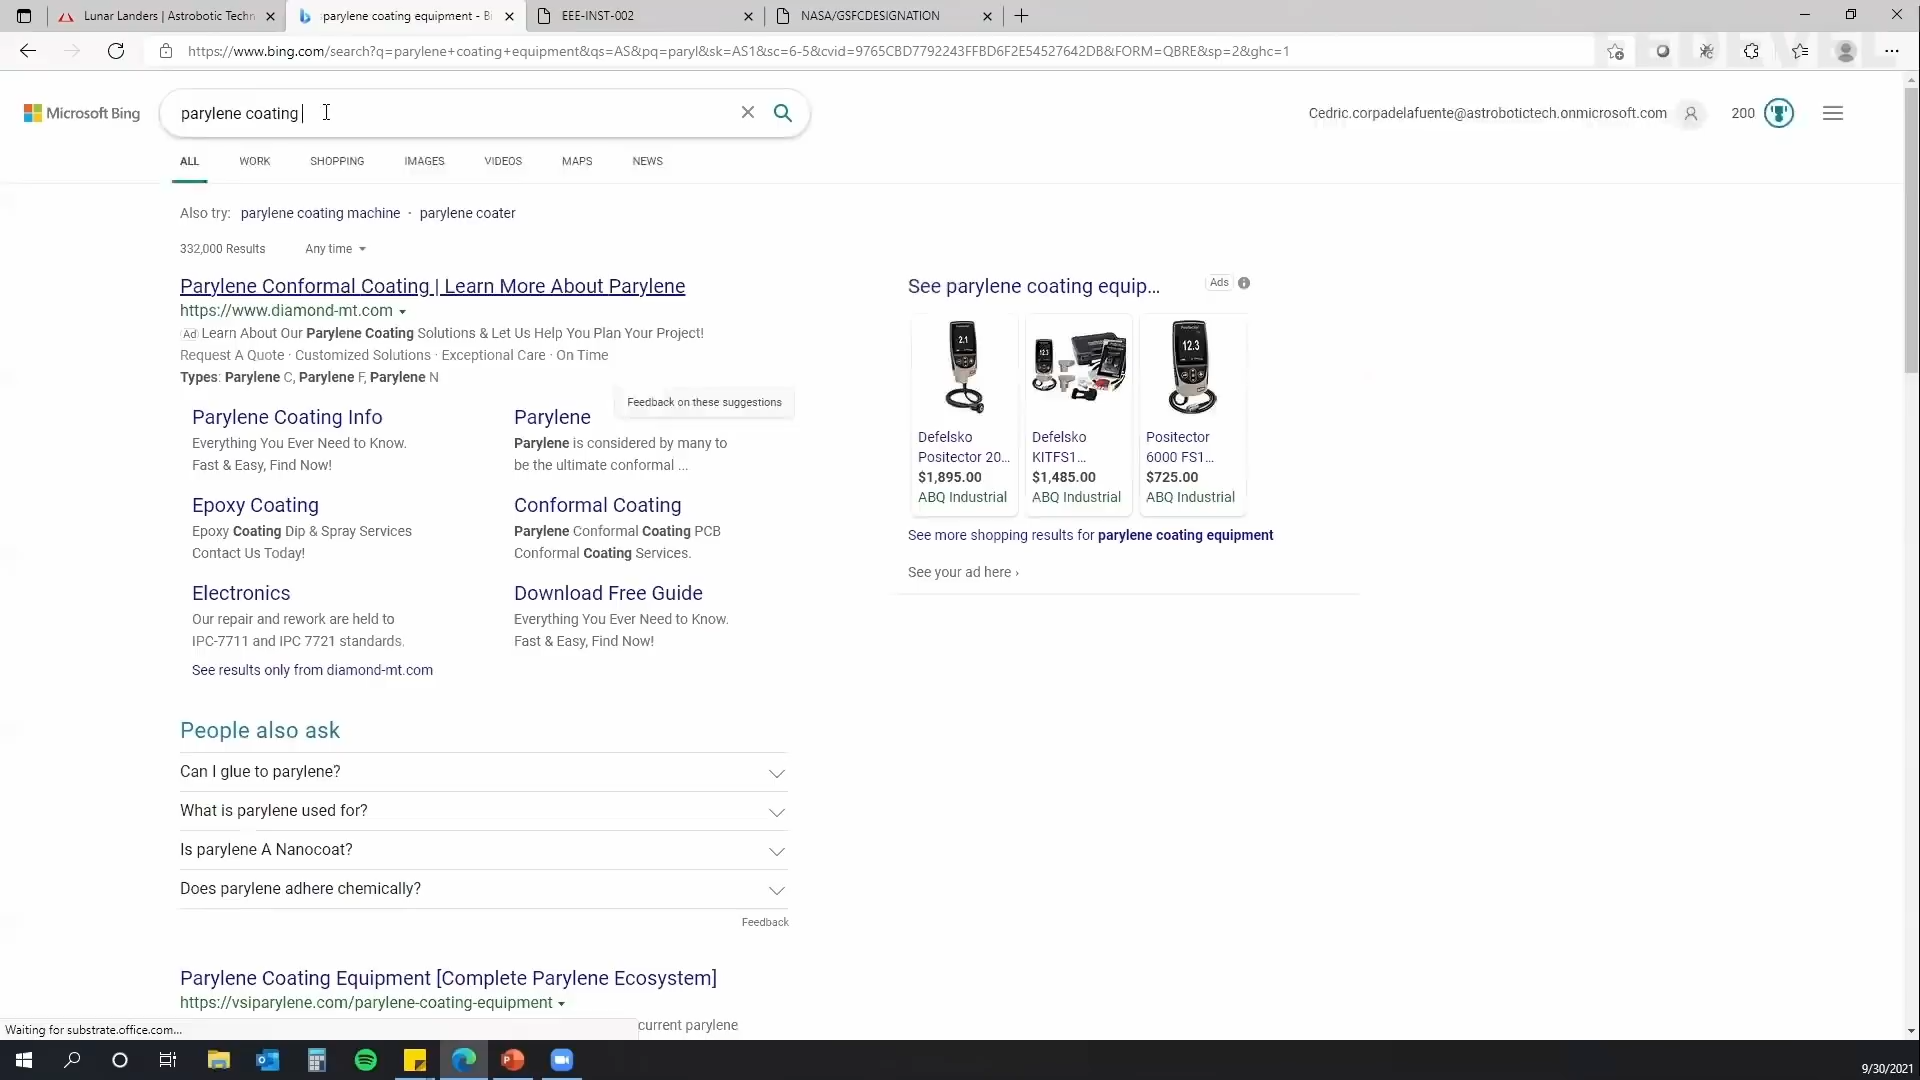 Lunar Landers | Astrobotic Techn
parylene coating equipment - Bi
EEE-INST-002
NASA/GSFCDESIGNATION
https://www.bing.com/search?q=parylene+coating+equipment&qs=AS&pq=paryl&sk=AS1&sc=6-5&cvid=9765CBD7792243FFBD6F2E54527642DB&FORM=QBRE&sp=2&ghc=1
FEDEVEL
Microsoft Bing
parylene coating
Cedric.corpadelafuente@astrobotictech.onmicrosoft.com
200
ALL WORK SHOPPING IMAGES VIDEOS MAPS NEWS
Also try: parylene coating machine · parylene coater
332,000 Results Any time
Parylene Conformal Coating | Learn More About Parylene
https://www.diamond-mt.com
Ad Learn About Our Parylene Coating Solutions & Let Us Help You Plan Your Project!
Request A Quote · Customized Solutions · Exceptional Care · On Time
Types: Parylene C, Parylene F, Parylene N
Feedback on these suggestions
Parylene Coating Info
Everything You Ever Need to Know.
Fast & Easy, Find Now!
Parylene
Parylene is considered by many to
be the ultimate conformal ...
Epoxy Coating
Epoxy Coating Dip & Spray Services
Contact Us Today!
Conformal Coating
Parylene Conformal Coating PCB
Conformal Coating Services.
Electronics
Our repair and rework are held to
IPC-7711 and IPC 7721 standards.
Download Free Guide
Everything You Ever Need to Know.
Fast & Easy, Find Now!
See results only from diamond-mt.com
See parylene coating equip...
Ads
2.1
12.3
12.3
Defelsko
Positector 20...
$1,895.00
ABQ Industrial
Defelsko
KITFS1...
$1,485.00
ABQ Industrial
Positector
6000 FS1...
$725.00
ABQ Industrial
See more shopping results for parylene coating equipment
See your ad here ›
People also ask
Can I glue to parylene?
What is parylene used for?
Is parylene A Nanocoat?
Does parylene adhere chemically?
Feedback
Parylene Coating Equipment [Complete Parylene Ecosystem]
https://vsiparylene.com/parylene-coating-equipment
current parylene
Waiting for substrate.office.com...
9/30/2021